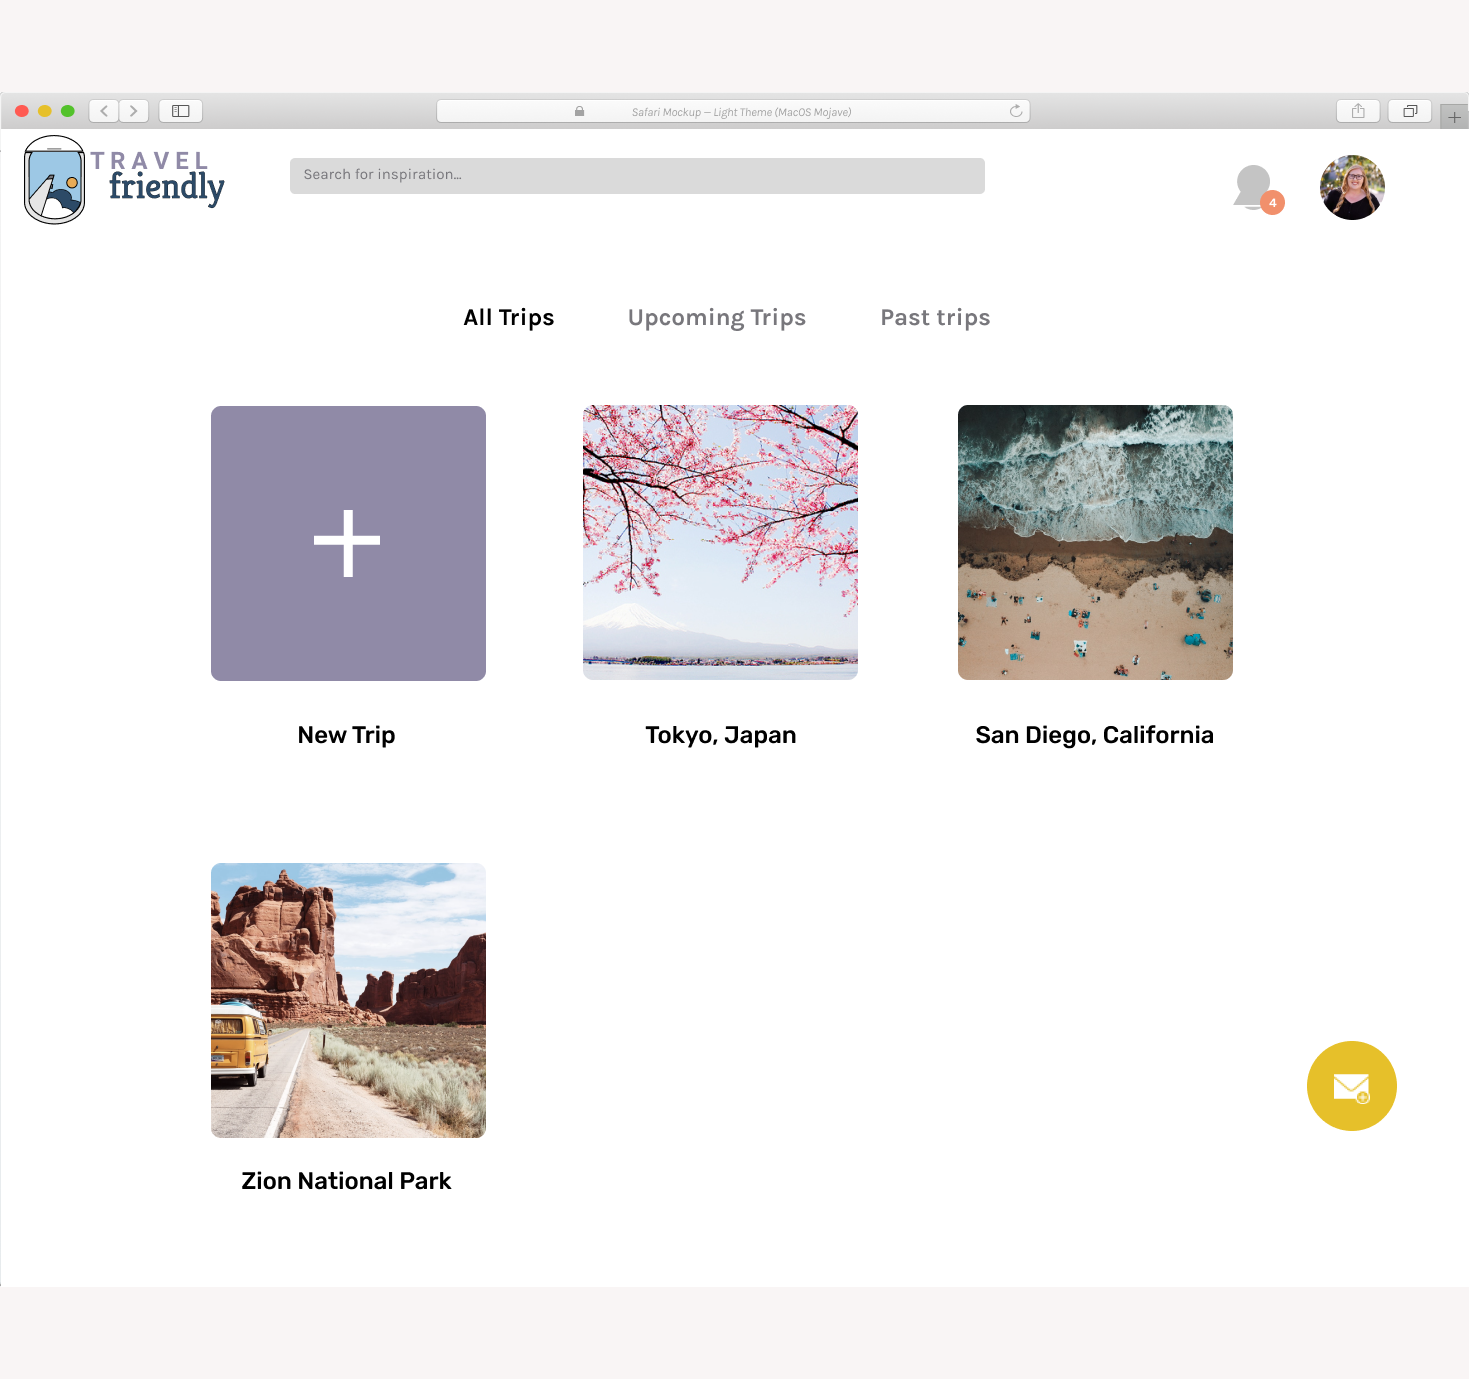 Safari Mockup – Light Theme (MacOS Mojave)
TRAVEL
friendly
Search for inspiration...
4
All Trips
Upcoming Trips
Past trips
New Trip
Tokyo, Japan
San Diego, California
Zion National Park